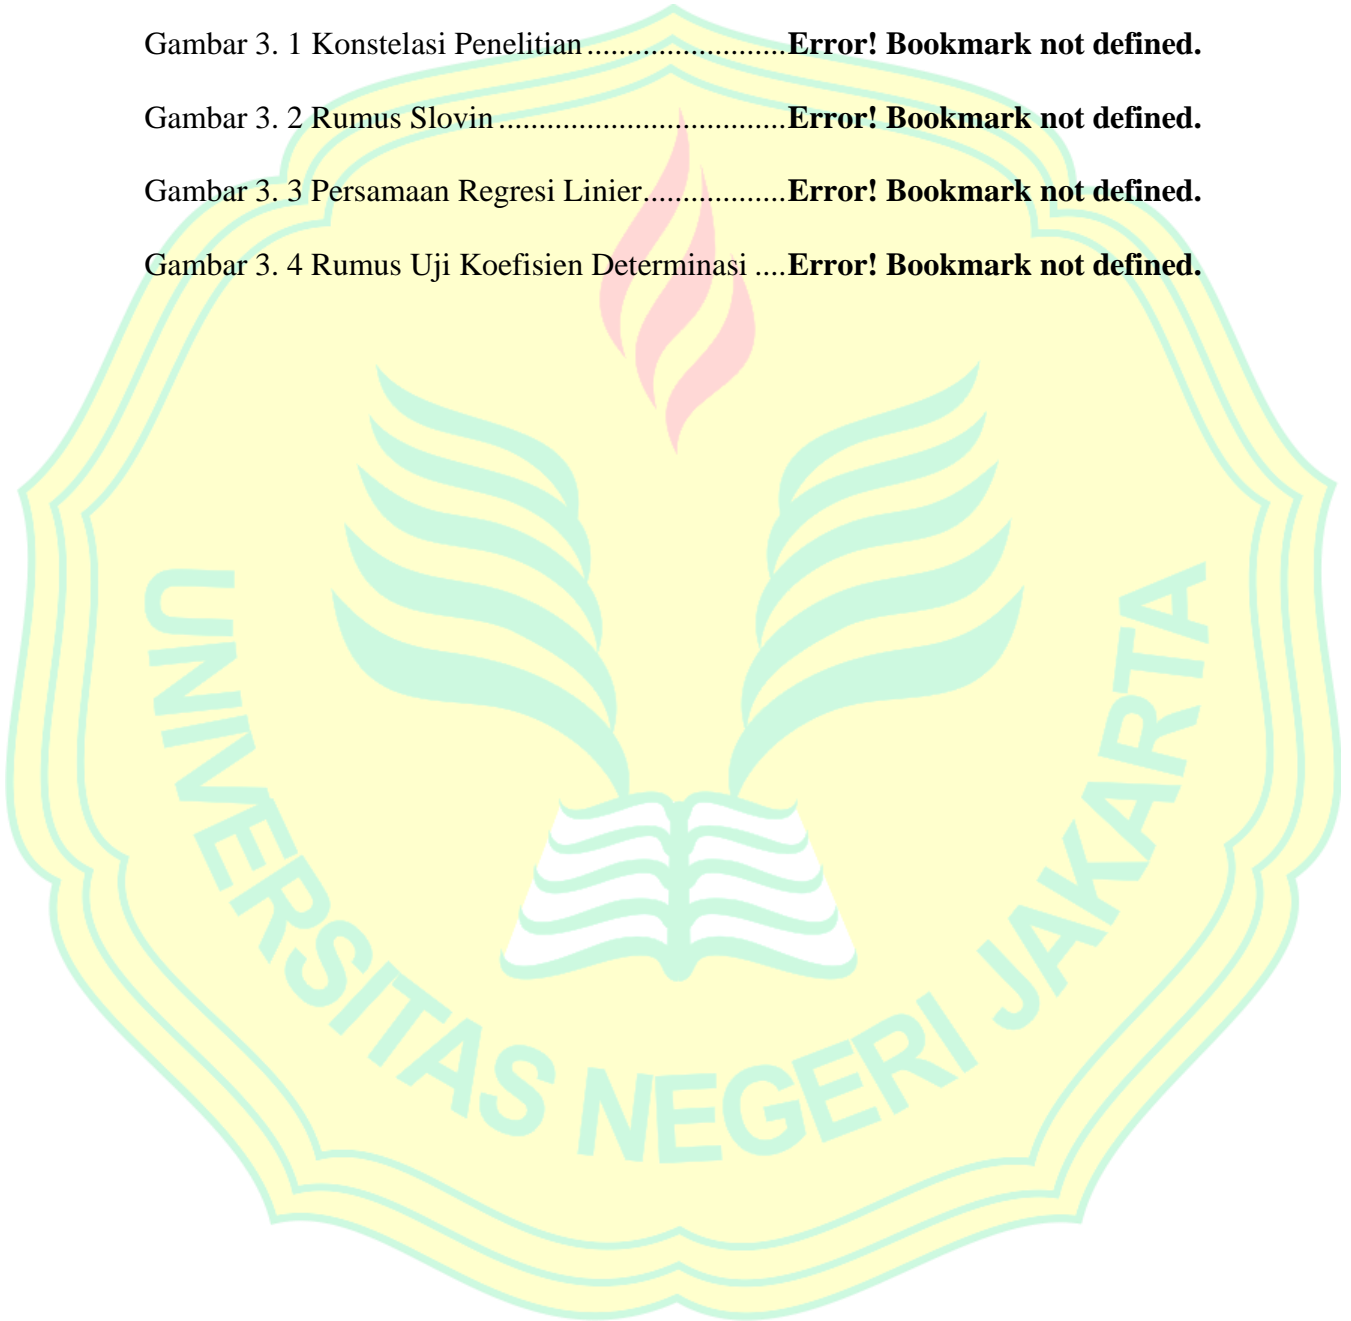 Gambar 3. 1 Konstelasi Penelitian.........................Error! Bookmark not defined.
Gambar 3. 2 Rumus Slovin....................................Error! Bookmark not defined.
Gambar 3. 3 Persamaan Regresi Linier..................Error! Bookmark not defined.
Gambar 3. 4 Rumus Uji Koefisien Determinasi ....Error! Bookmark not defined.
UNIVERSITAS NEGERI JAKARTA